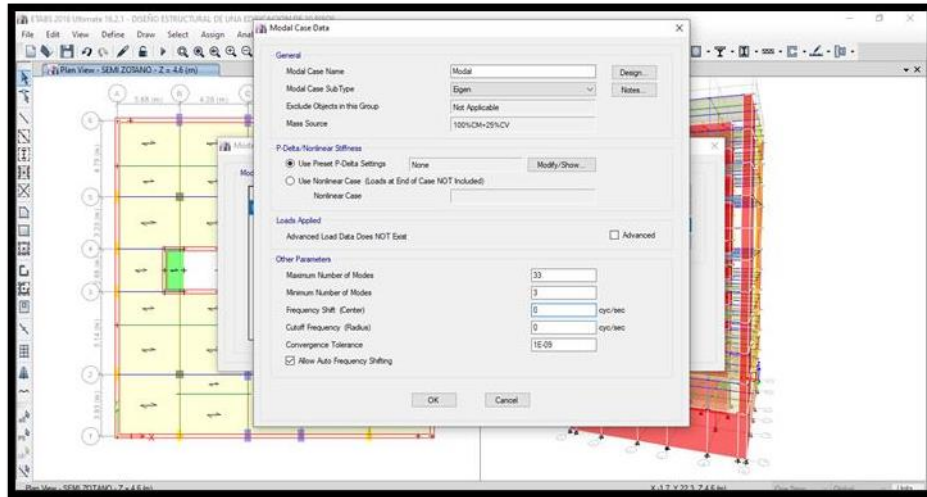 ETABS 2016 Ultimate 16.2.1 - DISEÑO ESTRUCTURAL DE UNA
File Edit View Define Draw Select Assign
Modal Case Data
Plan View - SEMI ZOTANO - Z = 4.6 (m)
General
Modal Case Name Modal Design...
Modal Case SubType Eigen Notes...
Exclude Objects in this Group Not Applicable
Mass Source 100%CM+25%CV
P-Delta/Nonlinear Stiffness
Use Preset P-Delta Settings None Modify/Show...
Use Nonlinear Case (Loads at End of Case NOT Included)
Nonlinear Case
Loads Applied
Advanced Load Data Does NOT Exist Advanced
Other Parameters
Maximum Number of Modes 33
Minimum Number of Modes 3
Frequency Shift (Center) 0 cyc/sec
Cutoff Frequency (Radius) 0 cyc/sec
Convergence Tolerance 1E-09
Allow Auto Frequency Shifting
OK Cancel
Plan View - SEMI ZOTANO - Z = 4.6 (m)